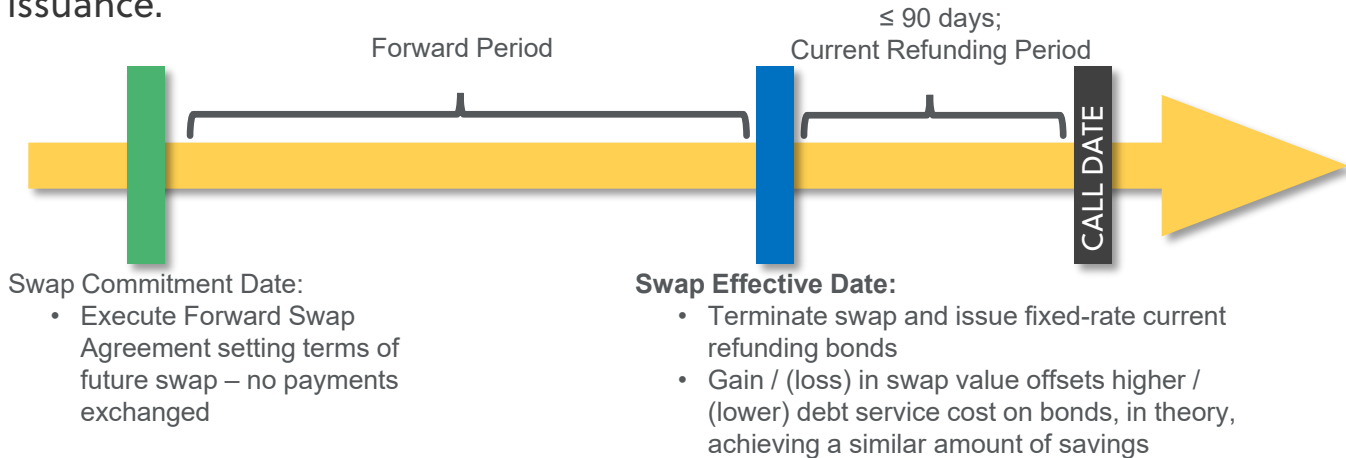 issuance.
≤ 90 days;
Forward Period
Current Refunding Period
CALL DATE
Swap Commitment Date:
• Execute Forward Swap
Agreement setting terms of
future swap – no payments
exchanged
Swap Effective Date:
• Terminate swap and issue fixed-rate current
refunding bonds
• Gain / (loss) in swap value offsets higher /
(lower) debt service cost on bonds, in theory,
achieving a similar amount of savings